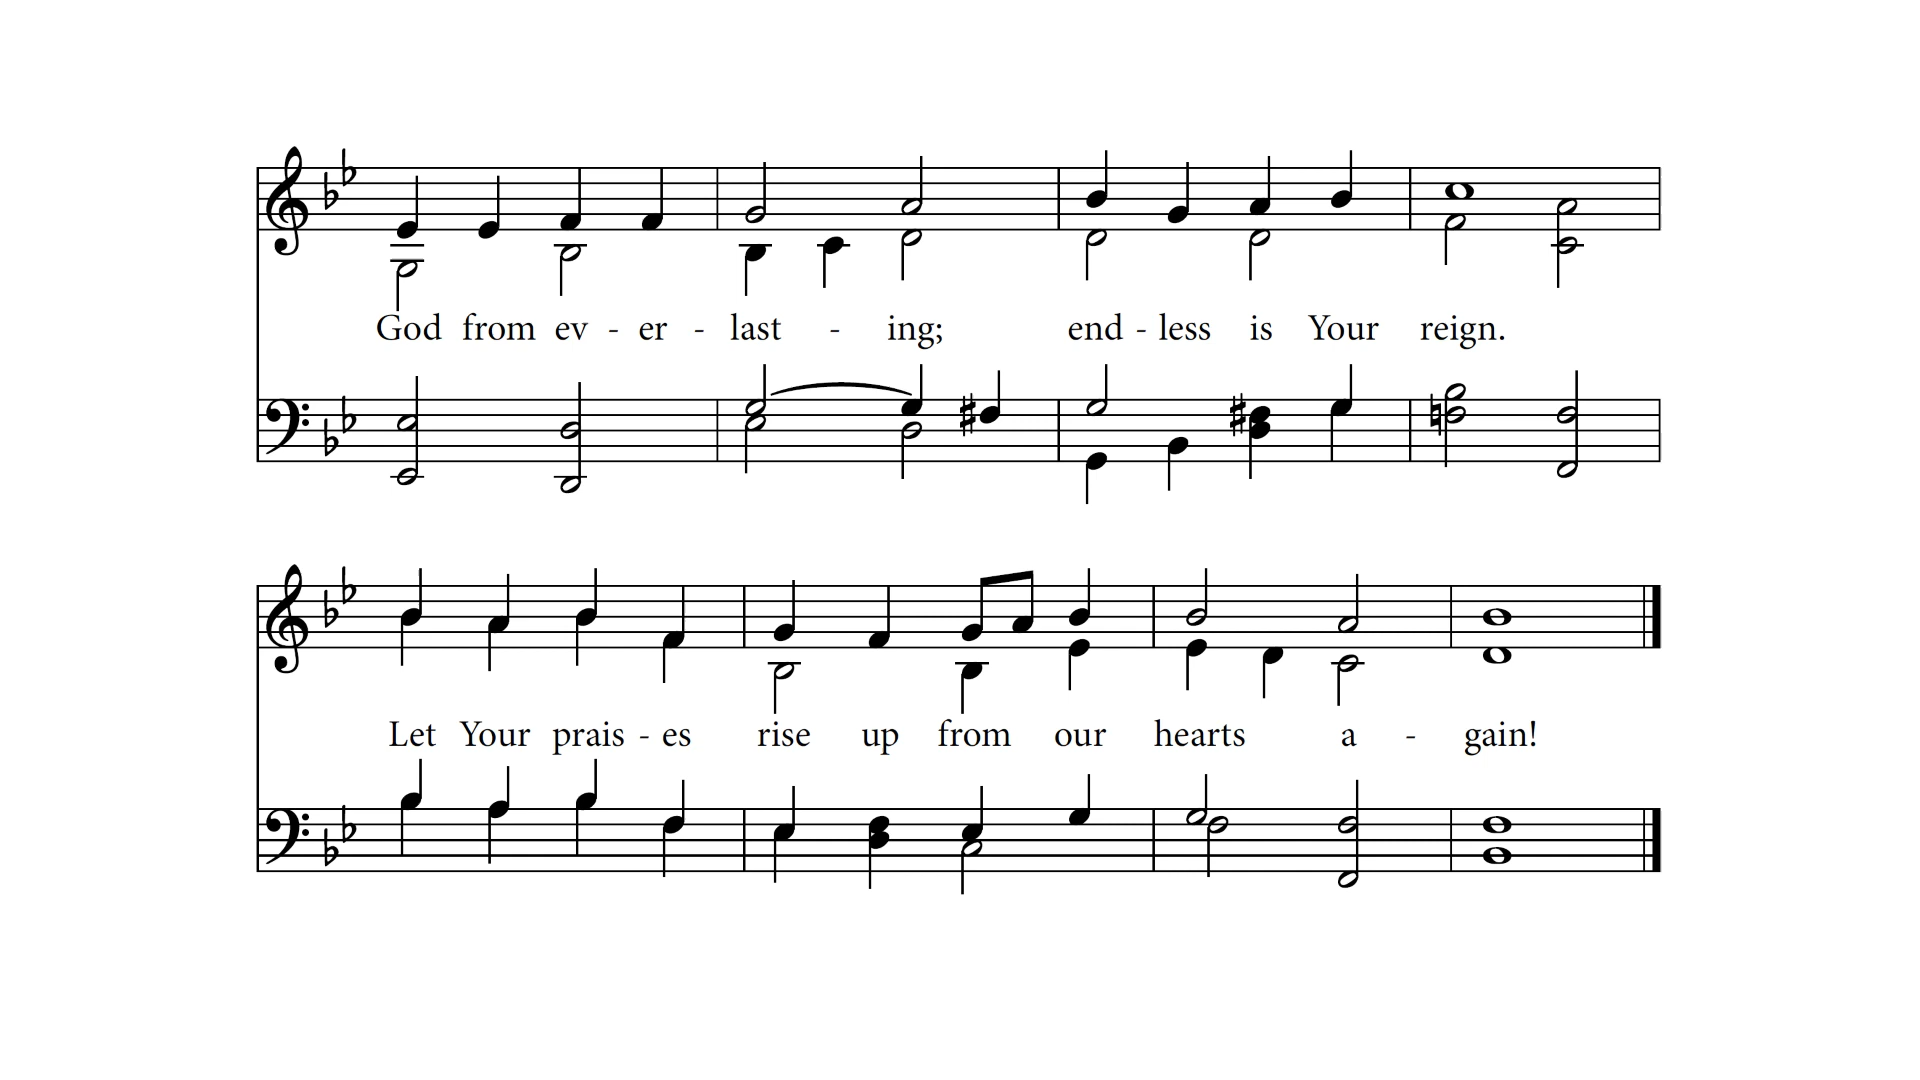 God from ev - er - last - ing; end - less is Your reign.
Let Your prais - es rise up from our hearts a - gain!